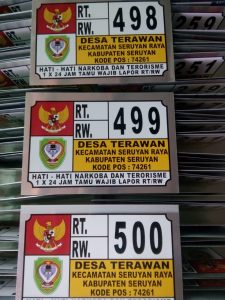 259
RT.
RW.
498
DESA TERAWAN
KECAMATAN SERUYAN RAYA
KABUPATEN SERUYAN
KODE POS : 74261
HATI - HATI NARKOBA DAN TERORISME
1 X 24 JAM TAMU WAJIB LAPOR RT/RW
RT.
RW.
499
DESA TERAWAN
KECAMATAN SERUYAN RAYA
KABUPATEN SERUYAN
KODE POS : 74261
HATI - HATI NARKOBA DAN TERORISME
1 X 24 JAM TAMU WAJIB LAPOR RT/RW
RT.
RW.
500
DESA TERAWAN
KECAMATAN SERUYAN RAYA
KABUPATEN SERUYAN
KODE POS : 74261